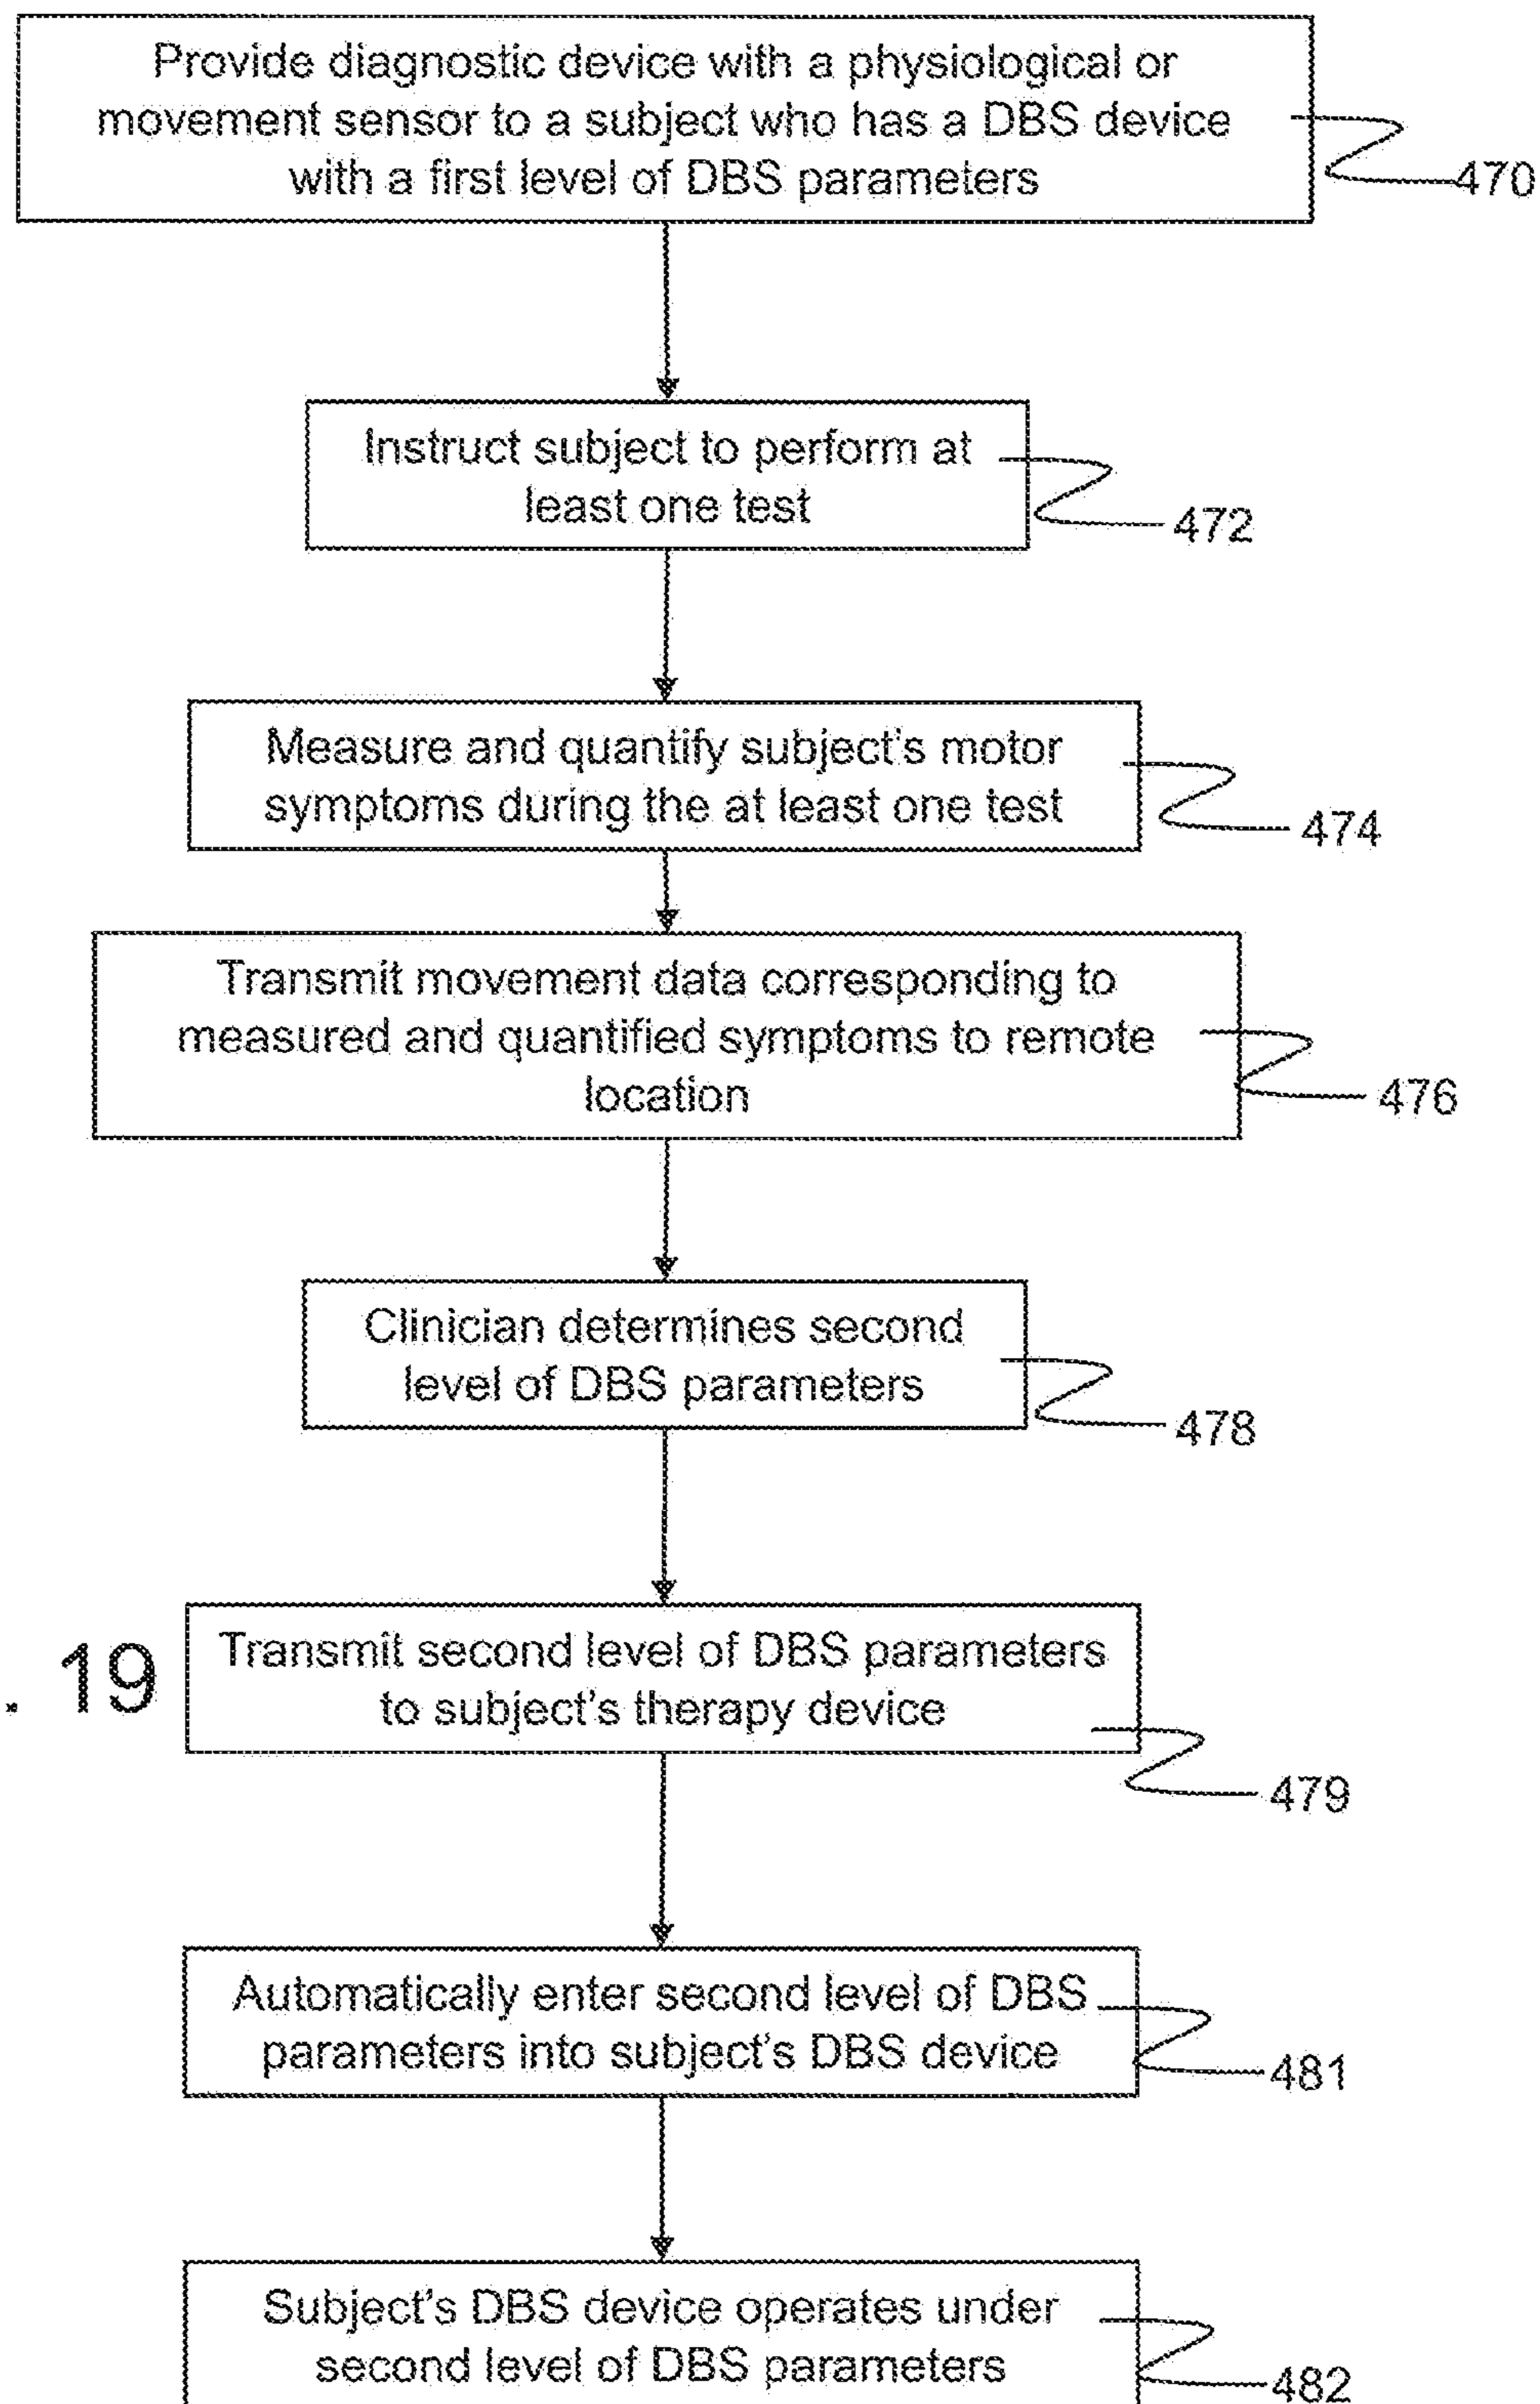 Provide diagnostic device with a physiological or
movement sensor to a subject who has a DBS device
with a first level of DBS parameters
470
Instruct subject to perform at
least one test
472
Measure and quantify subject's motor
symptoms during the at least one test
474
Transmit movement data corresponding to
measured and quantified symptoms to remote
location
476
Clinician determines second
level of DBS parameters
478
. 19
Transmit second level of DBS parameters
to subject's therapy device
479
Automatically enter second level of DBS
parameters into subject's DBS device
481
Subject's DBS device operates under
second level of DBS parameters
482